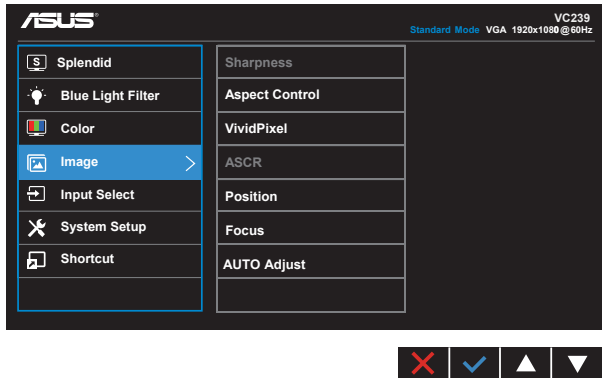 ASUS
VC239
Standard Mode VGA 1920x1080@60Hz
S Splendid
Blue Light Filter
Color
Image
Input Select
System Setup
Shortcut
Sharpness
Aspect Control
VividPixel
ASCR
Position
Focus
AUTO Adjust